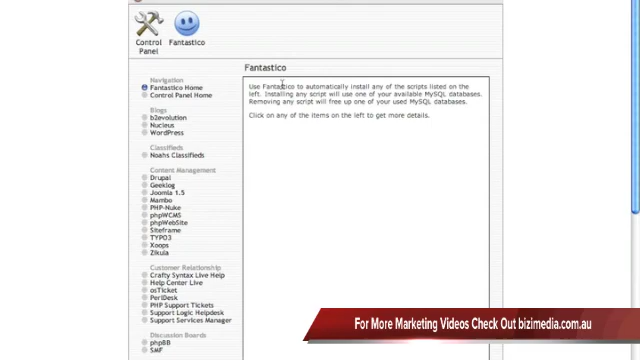 Control Panel
Fantastico
Fantastico
Navigation
Fantastico Home
Control Panel Home
Blogs
b2evolution
Nucleus
WordPress
Classifieds
Noahs Classifieds
Content Management
Drupal
Geeklog
Joomla 1.5
Mambo
PHP-Nuke
phpWCMS
phpWebSite
Siteframe
TYPO3
Xoops
Zikula
Customer Relationship
Crafty Syntax Live Help
Help Center Live
osTicket
PerlDesk
PHP Support Tickets
Support Logic Helpdesk
Support Services Manager
Discussion Boards
phpBB
SMF
Use Fantastico to automatically install any of the scripts listed on the
left. Installing any script will use one of your available MySQL databases.
Removing any script will free up one of your used MySQL databases.
Click on any of the items on the left to get more details.
For More Marketing Videos Check Out bizimedia.com.au